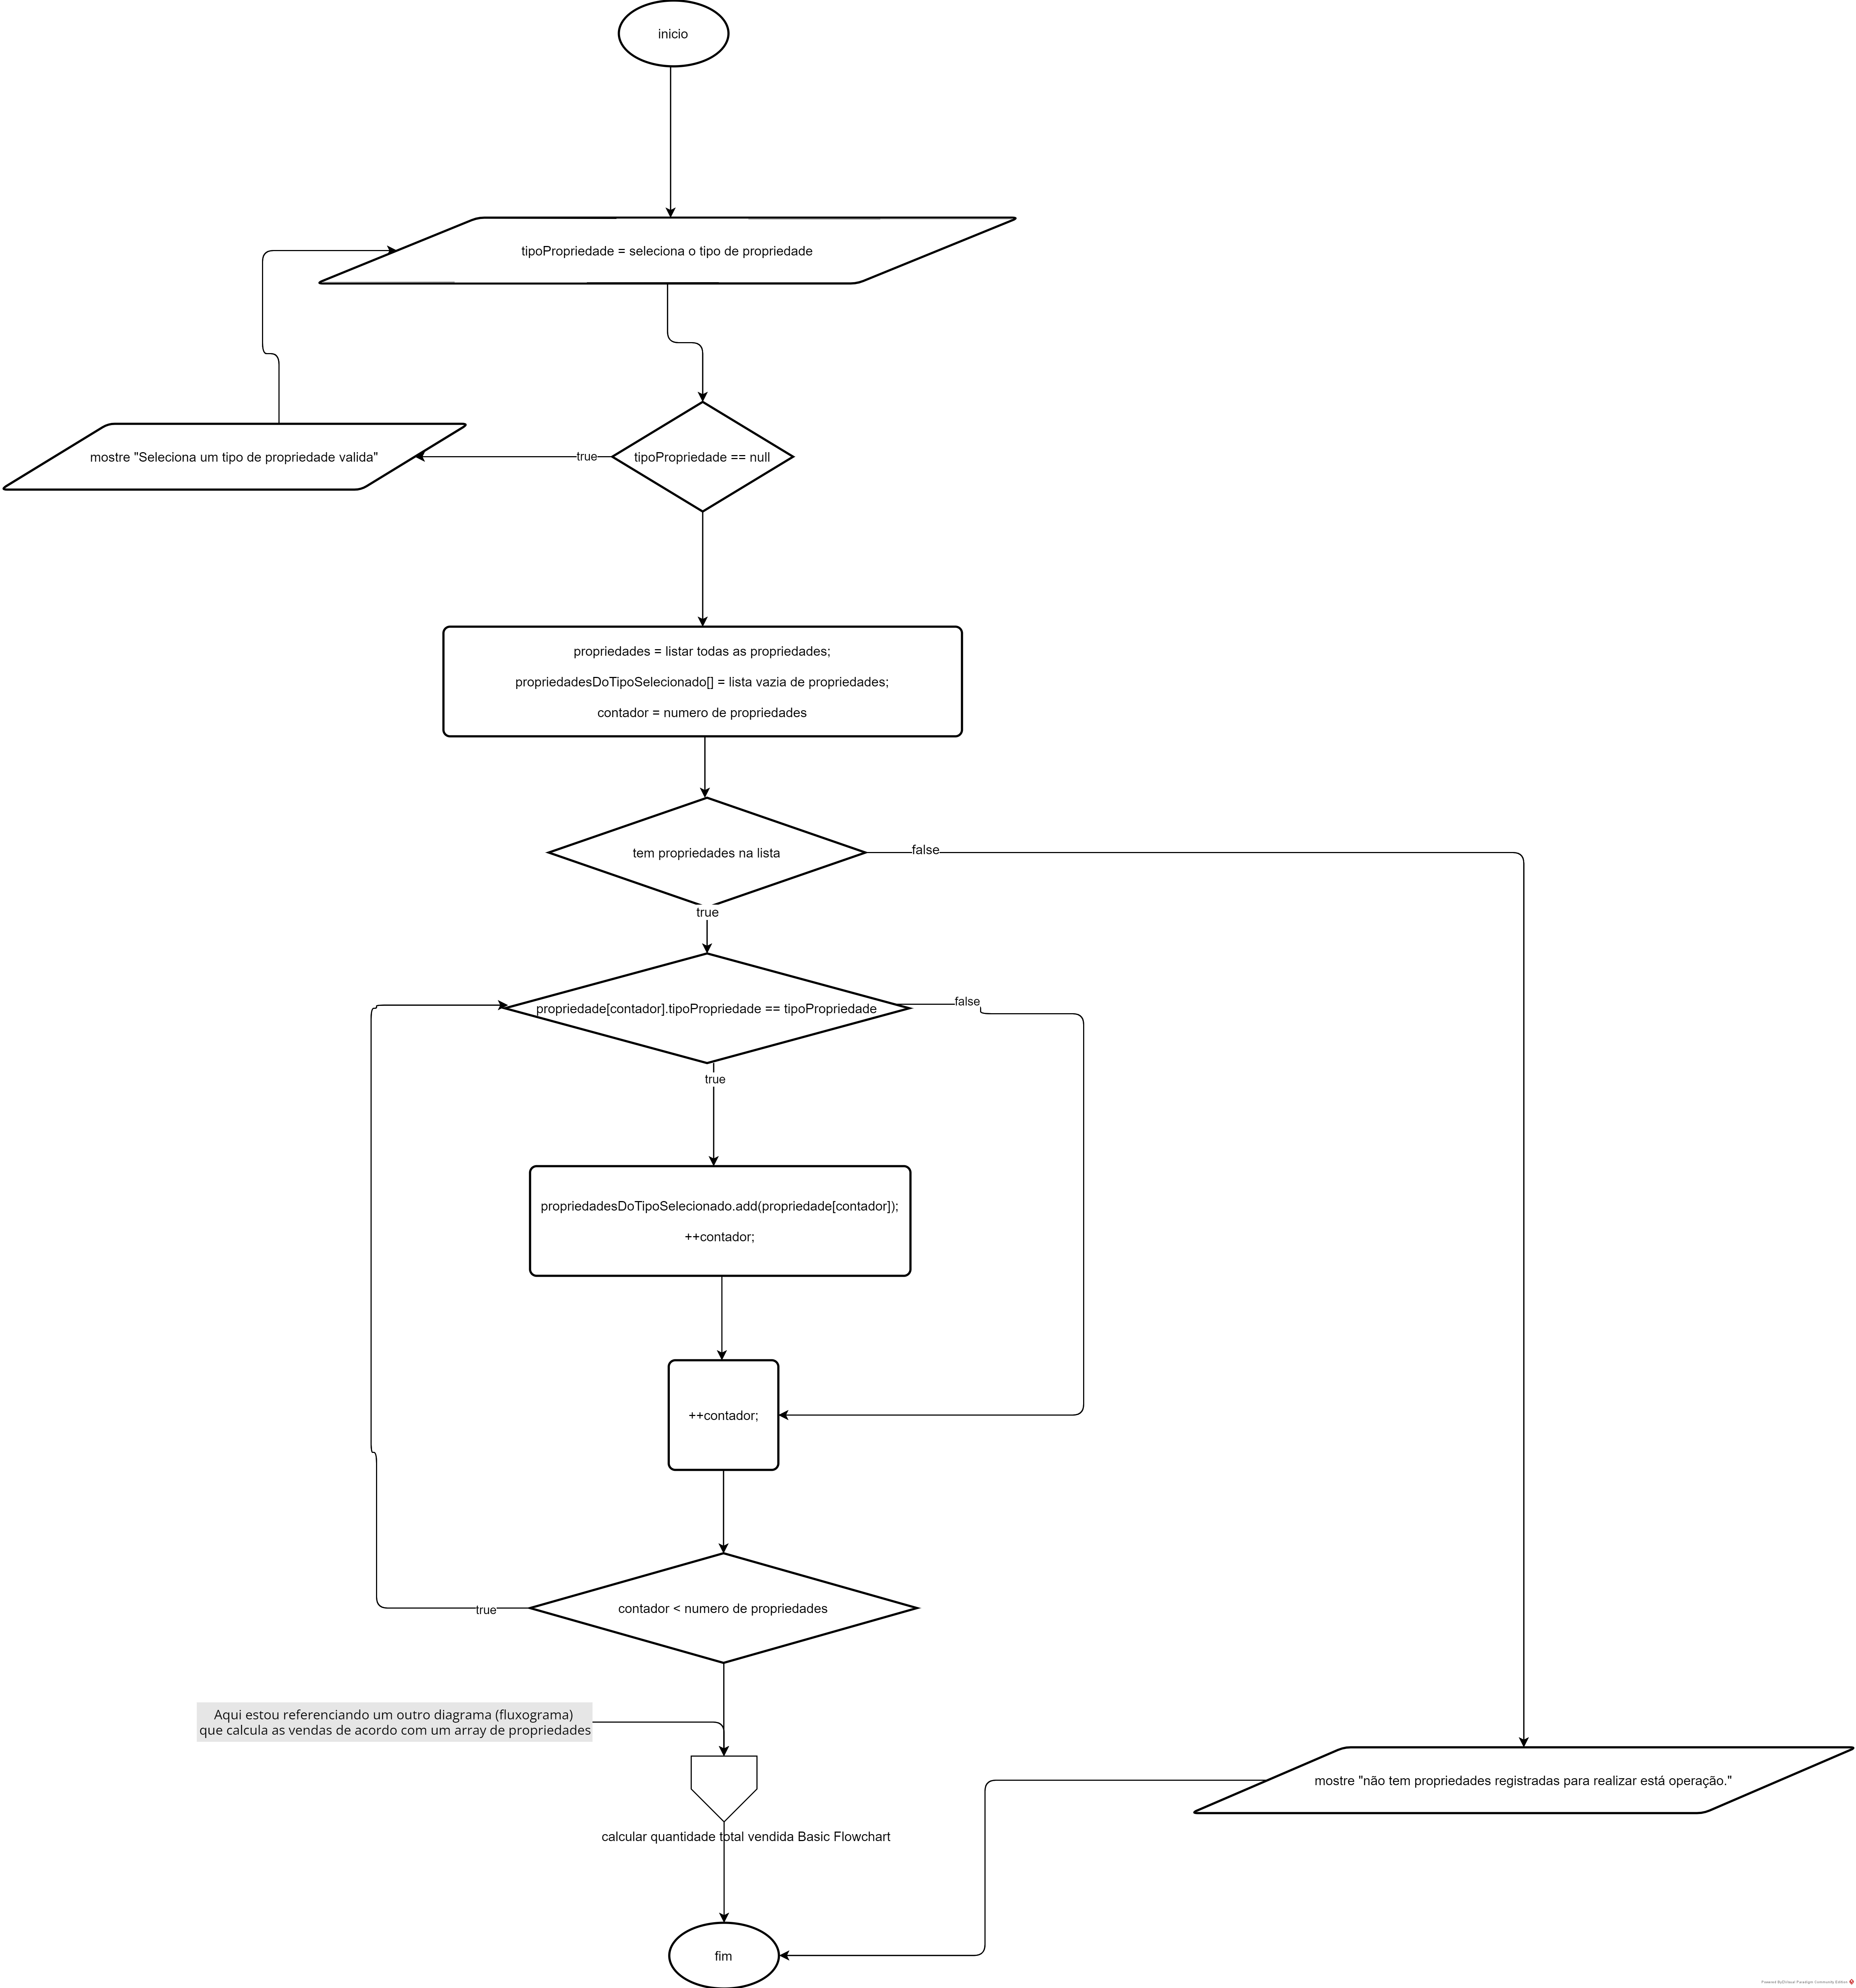 inicio
tipoPropriedade = seleciona o tipo de propriedade
mostre "Seleciona um tipo de propriedade valida"
true
tipoPropriedade == null
propriedades = listar todas as propriedades;
propriedadesDoTipoSelecionado[] = lista vazia de propriedades;
contador = numero de propriedades
tem propriedades na lista
false
true
propriedade[contador].tipoPropriedade == tipoPropriedade
false
true
propriedadesDoTipoSelecionado.add(propriedade[contador]);
++contador;
++contador;
contador < numero de propriedades
true
Aqui estou referenciando um outro diagrama (fluxograma)
que calcula as vendas de acordo com um array de propriedades
mostre "não tem propriedades registradas para realizar está operação."
calcular quantidade total vendida Basic Flowchart
fim